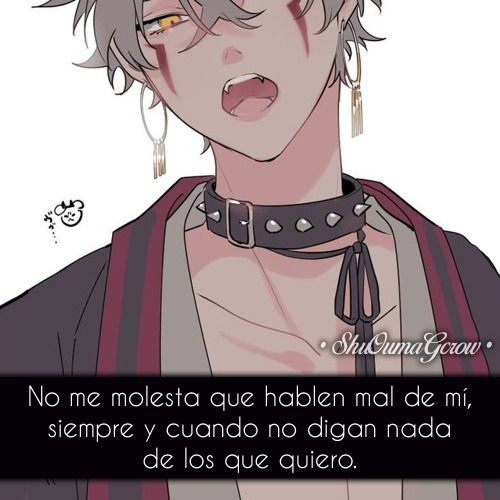 • ShuOumaGcrow •
No me molesta que hablen mal de mí,
siempre y cuando no digan nada
de los que quiero.